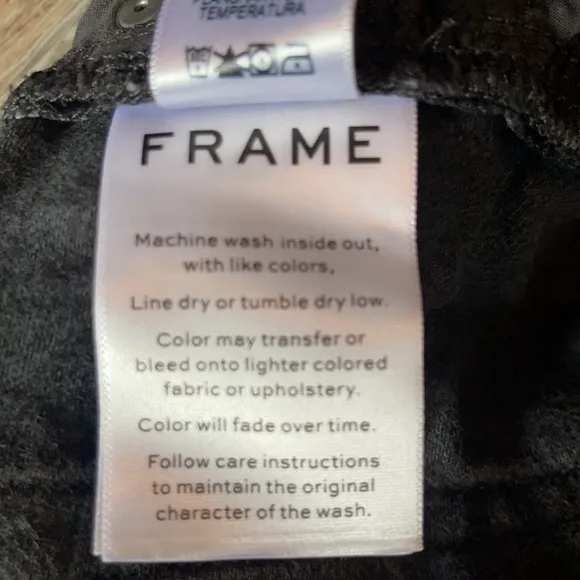 TEMPERATURA
FRAME
Machine wash inside out,
with like colors,
Line dry or tumble dry low.
Color may transfer or
bleed onto lighter colored
fabric or upholstery.
Color will fade over time.
Follow care instructions
to maintain the original
character of the wash.